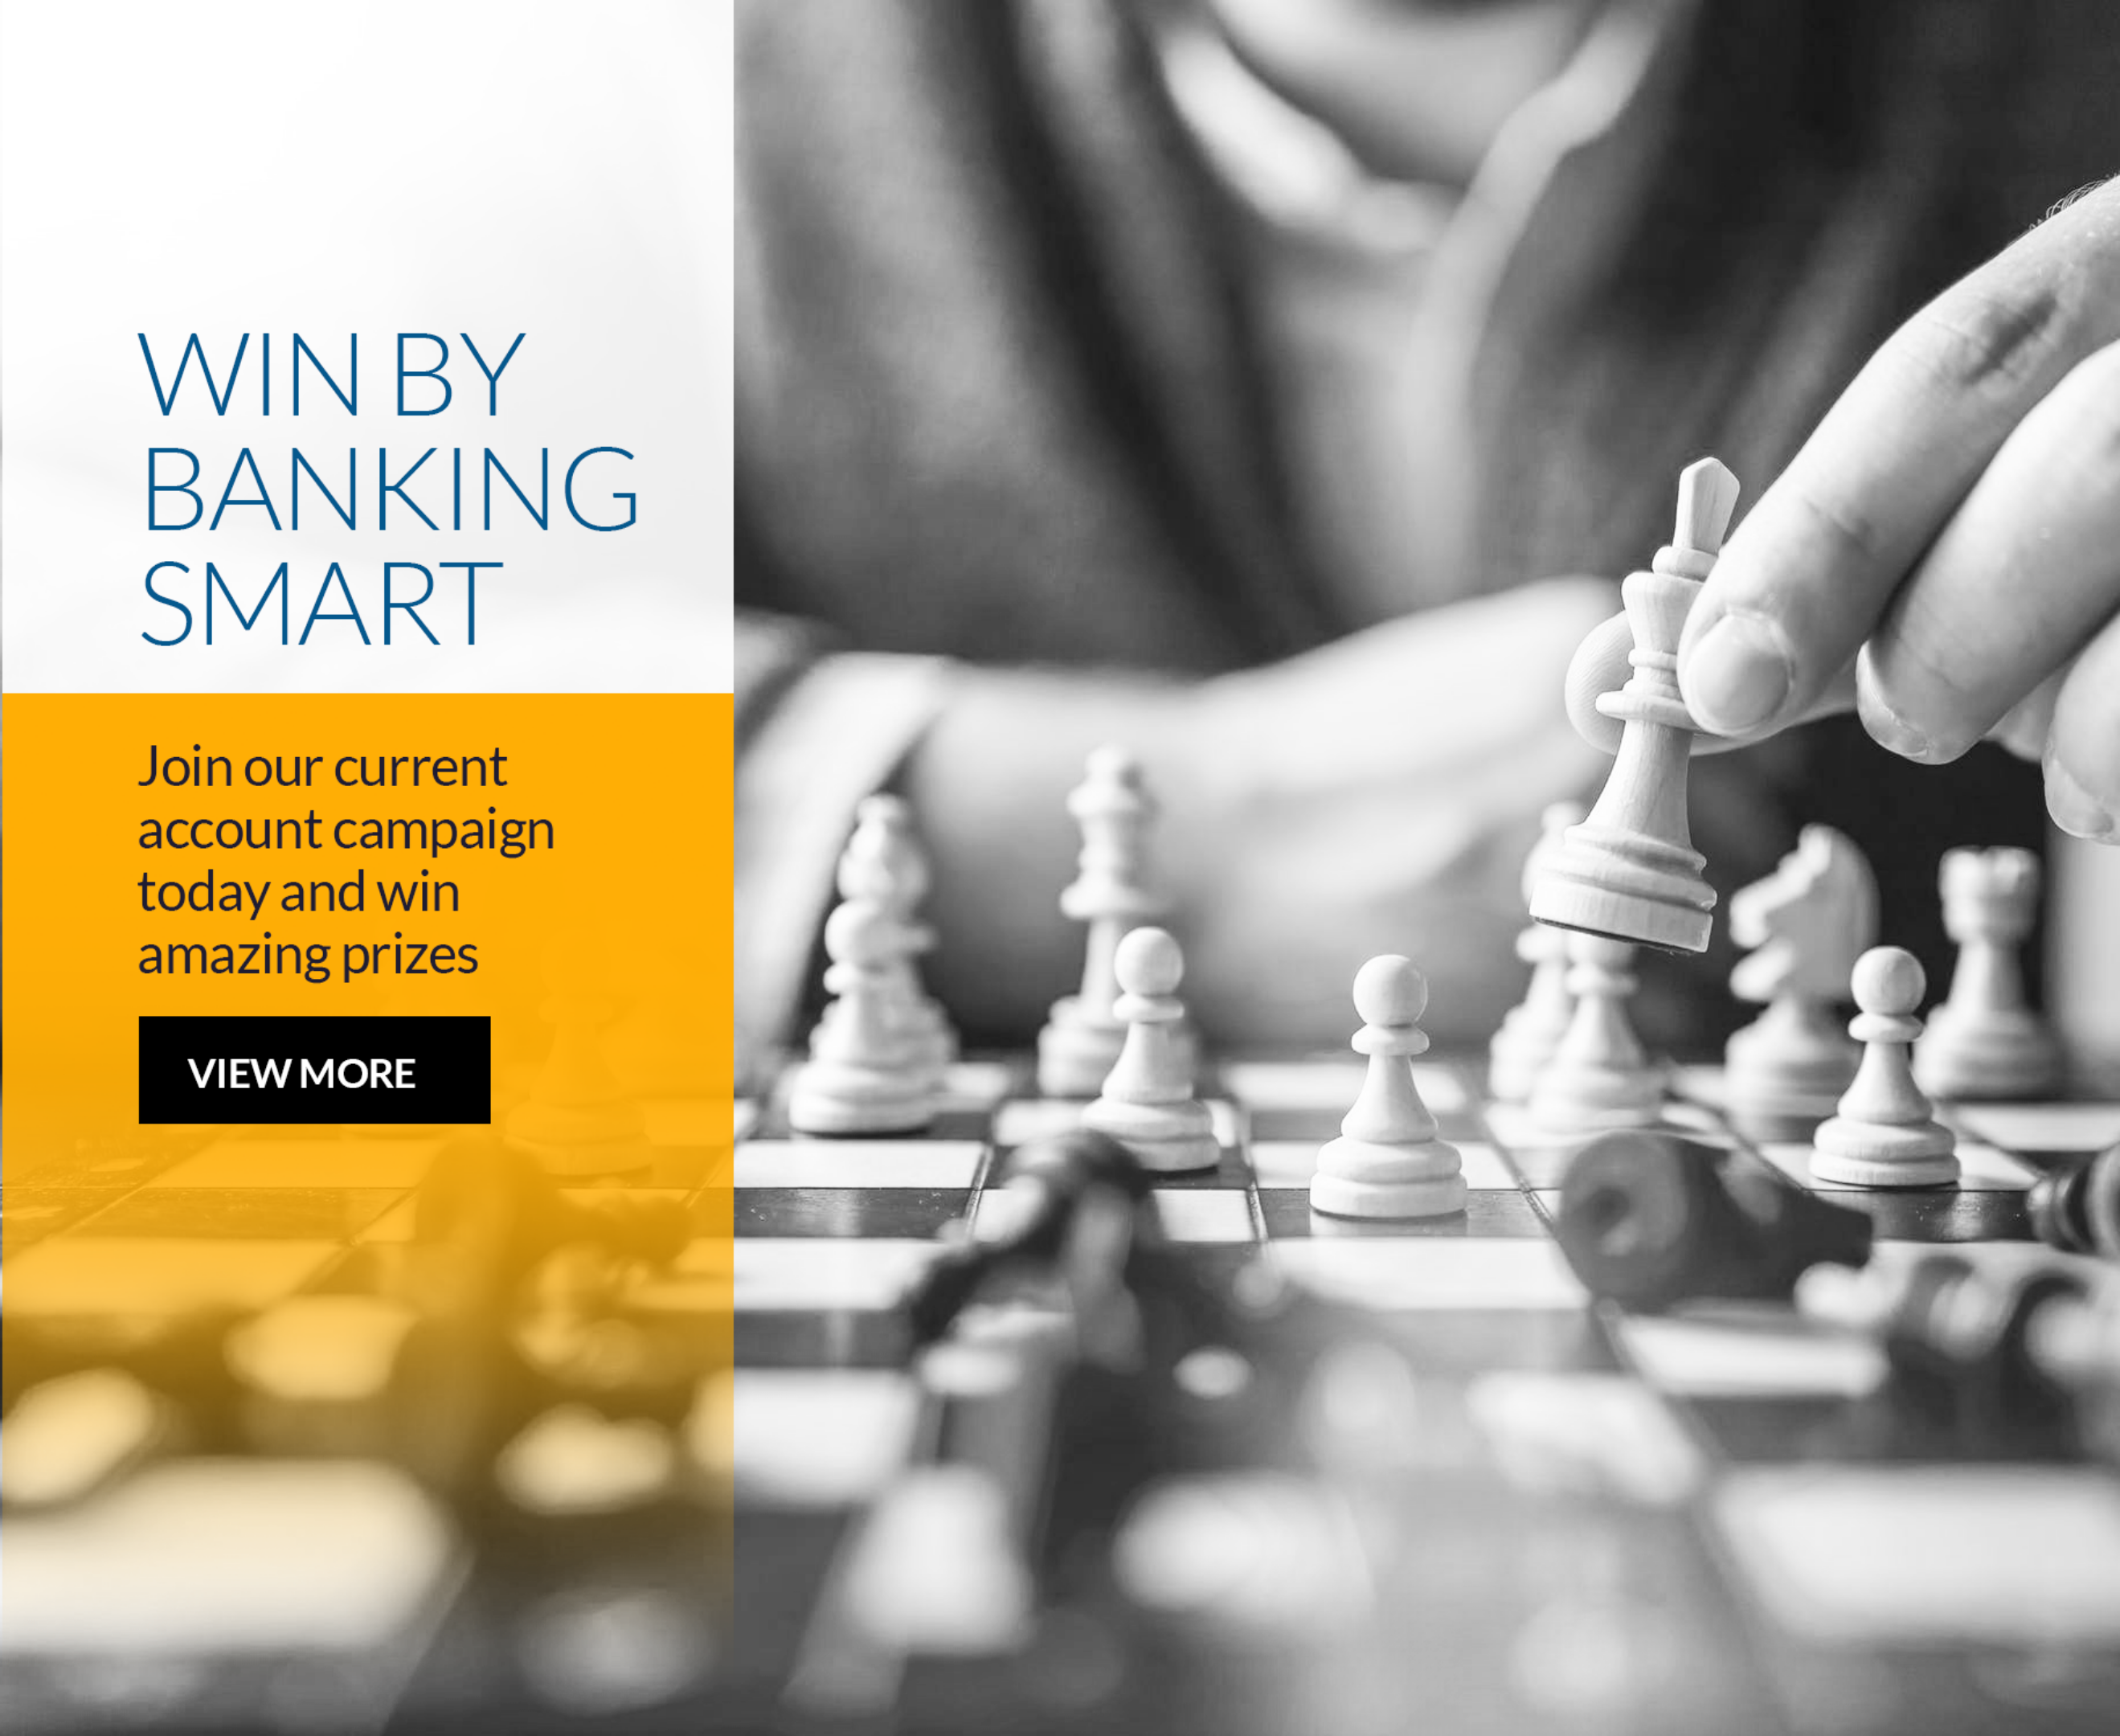 WIN BY
BANKING
SMART
Join our current
account campaign
today and win
amazing prizes
VIEW MORE